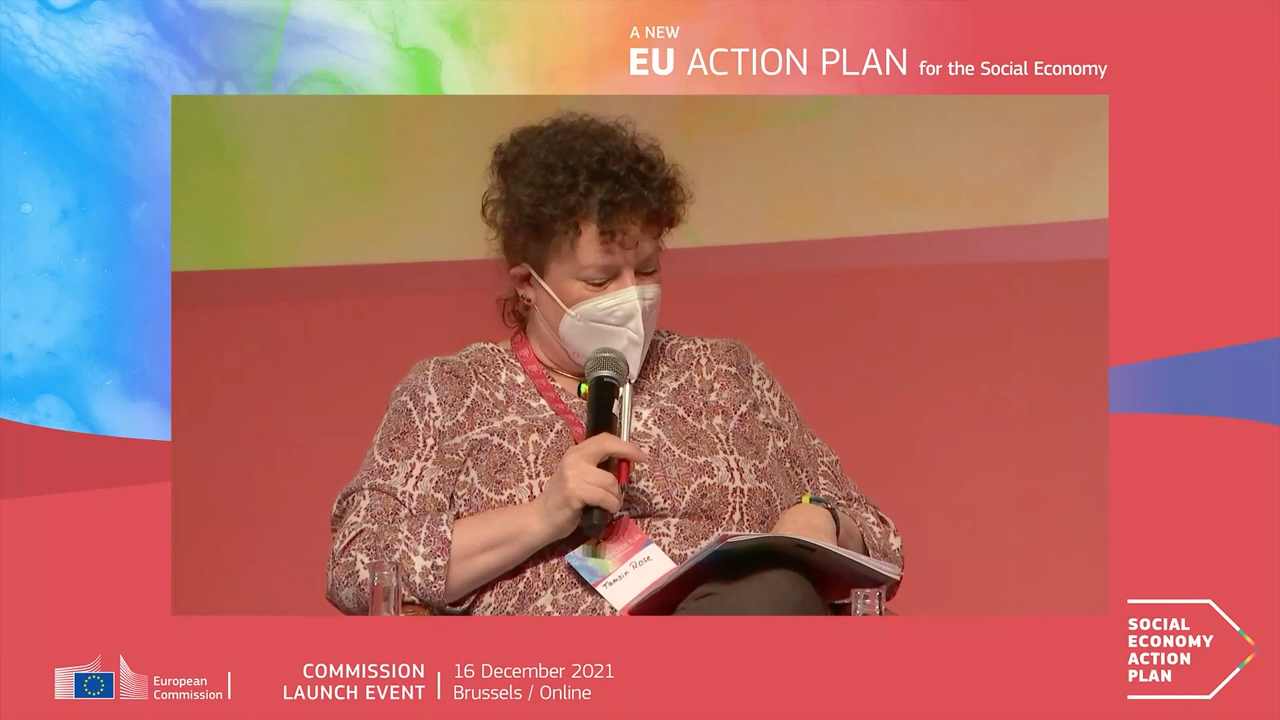 A NEW
EU ACTION PLAN for the Social Economy
Tamsin Rose
European
Commission
COMMISSION
LAUNCH EVENT
16 December 2021
Brussels / Online
SOCIAL
ECONOMY
ACTION
PLAN